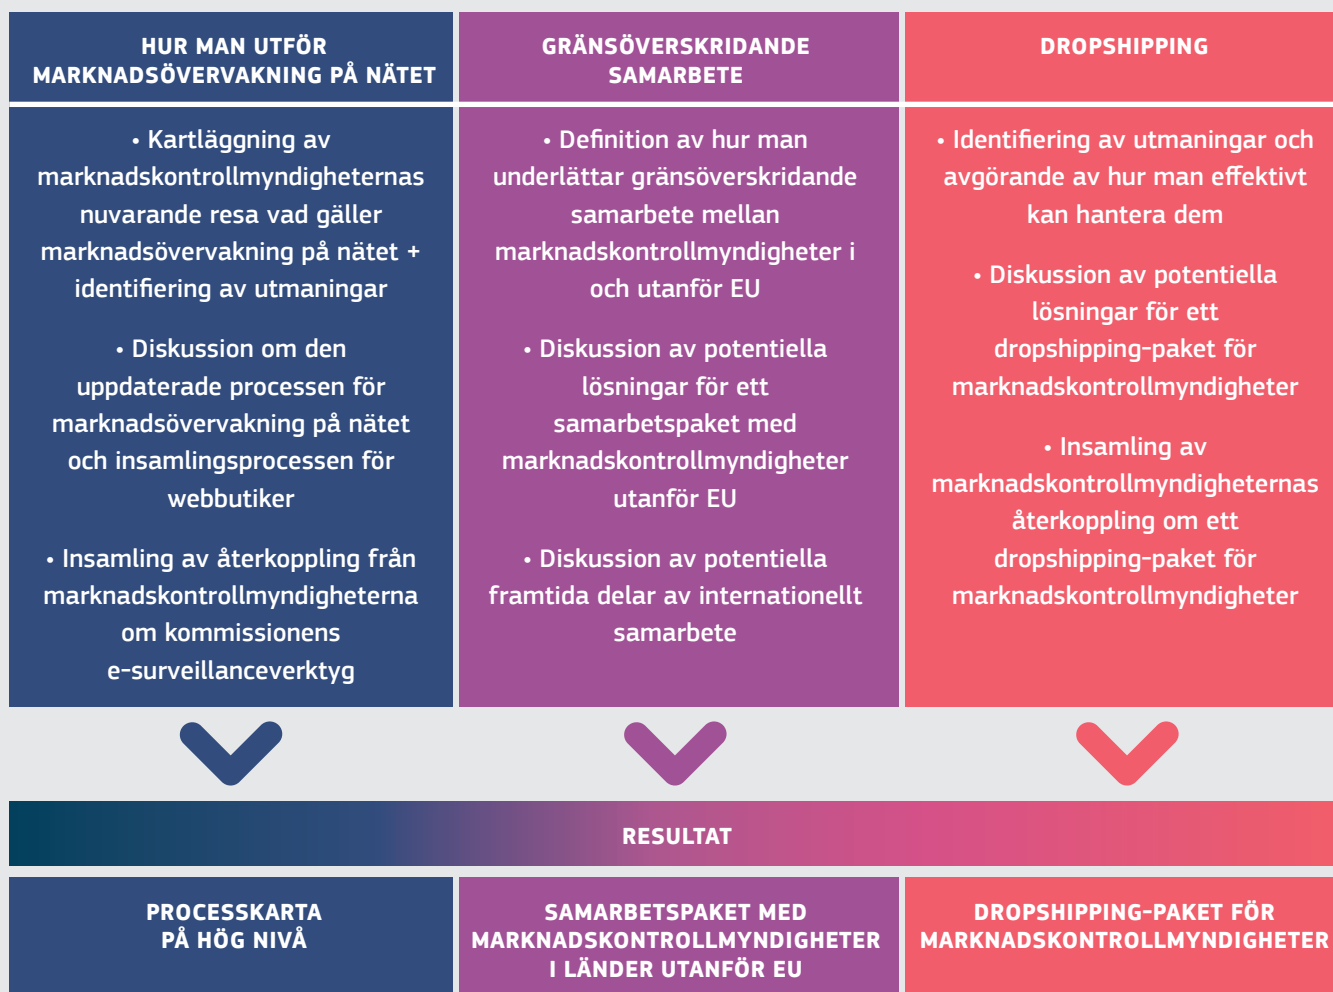 HUR MAN UTFÖR
MARKNADSÖVERVAKNING PÅ NÄTET
• Kartläggning av
marknadskontrollmyndigheternas
nuvarande resa vad gäller
marknadsövervakning på nätet +
identifiering av utmaningar
• Diskussion om den
uppdaterade processen för
marknadsövervakning på nätet
och insamlingsprocessen för
webbutiker
• Insamling av återkoppling från
marknadskontrollmyndigheterna
om kommissionens
e-surveillanceverktyg
GRÄNSÖVERSKRIDANDE
SAMARBETE
• Definition av hur man
underlättar gränsöverskridande
samarbete mellan
marknadskontrollmyndigheter i
och utanför EU
• Diskussion av potentiella
lösningar för ett
samarbetspaket med
marknadskontrollmyndigheter
utanför EU
• Diskussion av potentiella
framtida delar av internationellt
samarbete
DROPSHIPPING
• Identifiering av utmaningar och
avgörande av hur man effektivt
kan hantera dem
• Diskussion av potentiella
lösningar för ett
dropshipping-paket för
marknadskontrollmyndigheter
• Insamling av
marknadskontrollmyndigheternas
återkoppling om ett
dropshipping-paket för
marknadskontrollmyndigheter
RESULTAT
PROCESSKARTA
PÅ HÖG NIVÅ
SAMARBETSPAKET MED
MARKNADSKONTROLLMYNDIGHETER
I LÄNDER UTANFÖR EU
DROPSHIPPING-PAKET FÖR
MARKNADSKONTROLLMYNDIGHETER